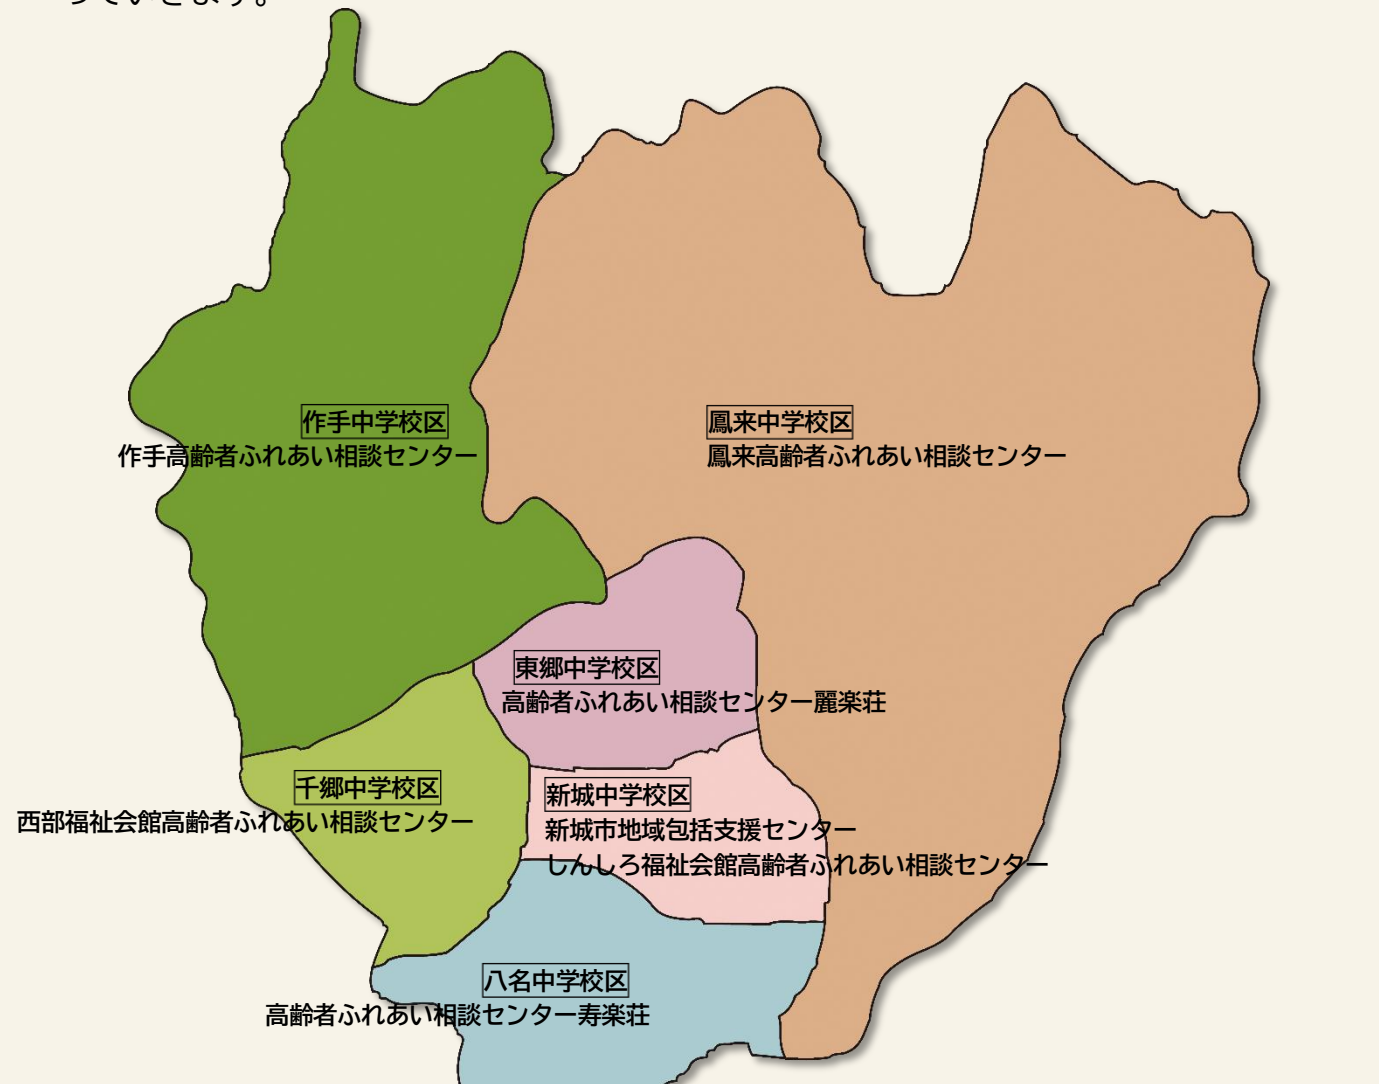 っていきます。
作手中学校区
作手高齢者ふれあい相談センター
鳳来中学校区
鳳来高齢者ふれあい相談センター
東郷中学校区
高齢者ふれあい相談センター麗楽荘
千郷中学校区
西部福祉会館高齢者ふれあい相談センター
新城中学校区
新城市地域包括支援センター
しんしろ福祉会館高齢者ふれあい相談センター
八名中学校区
高齢者ふれあい相談センター寿楽荘